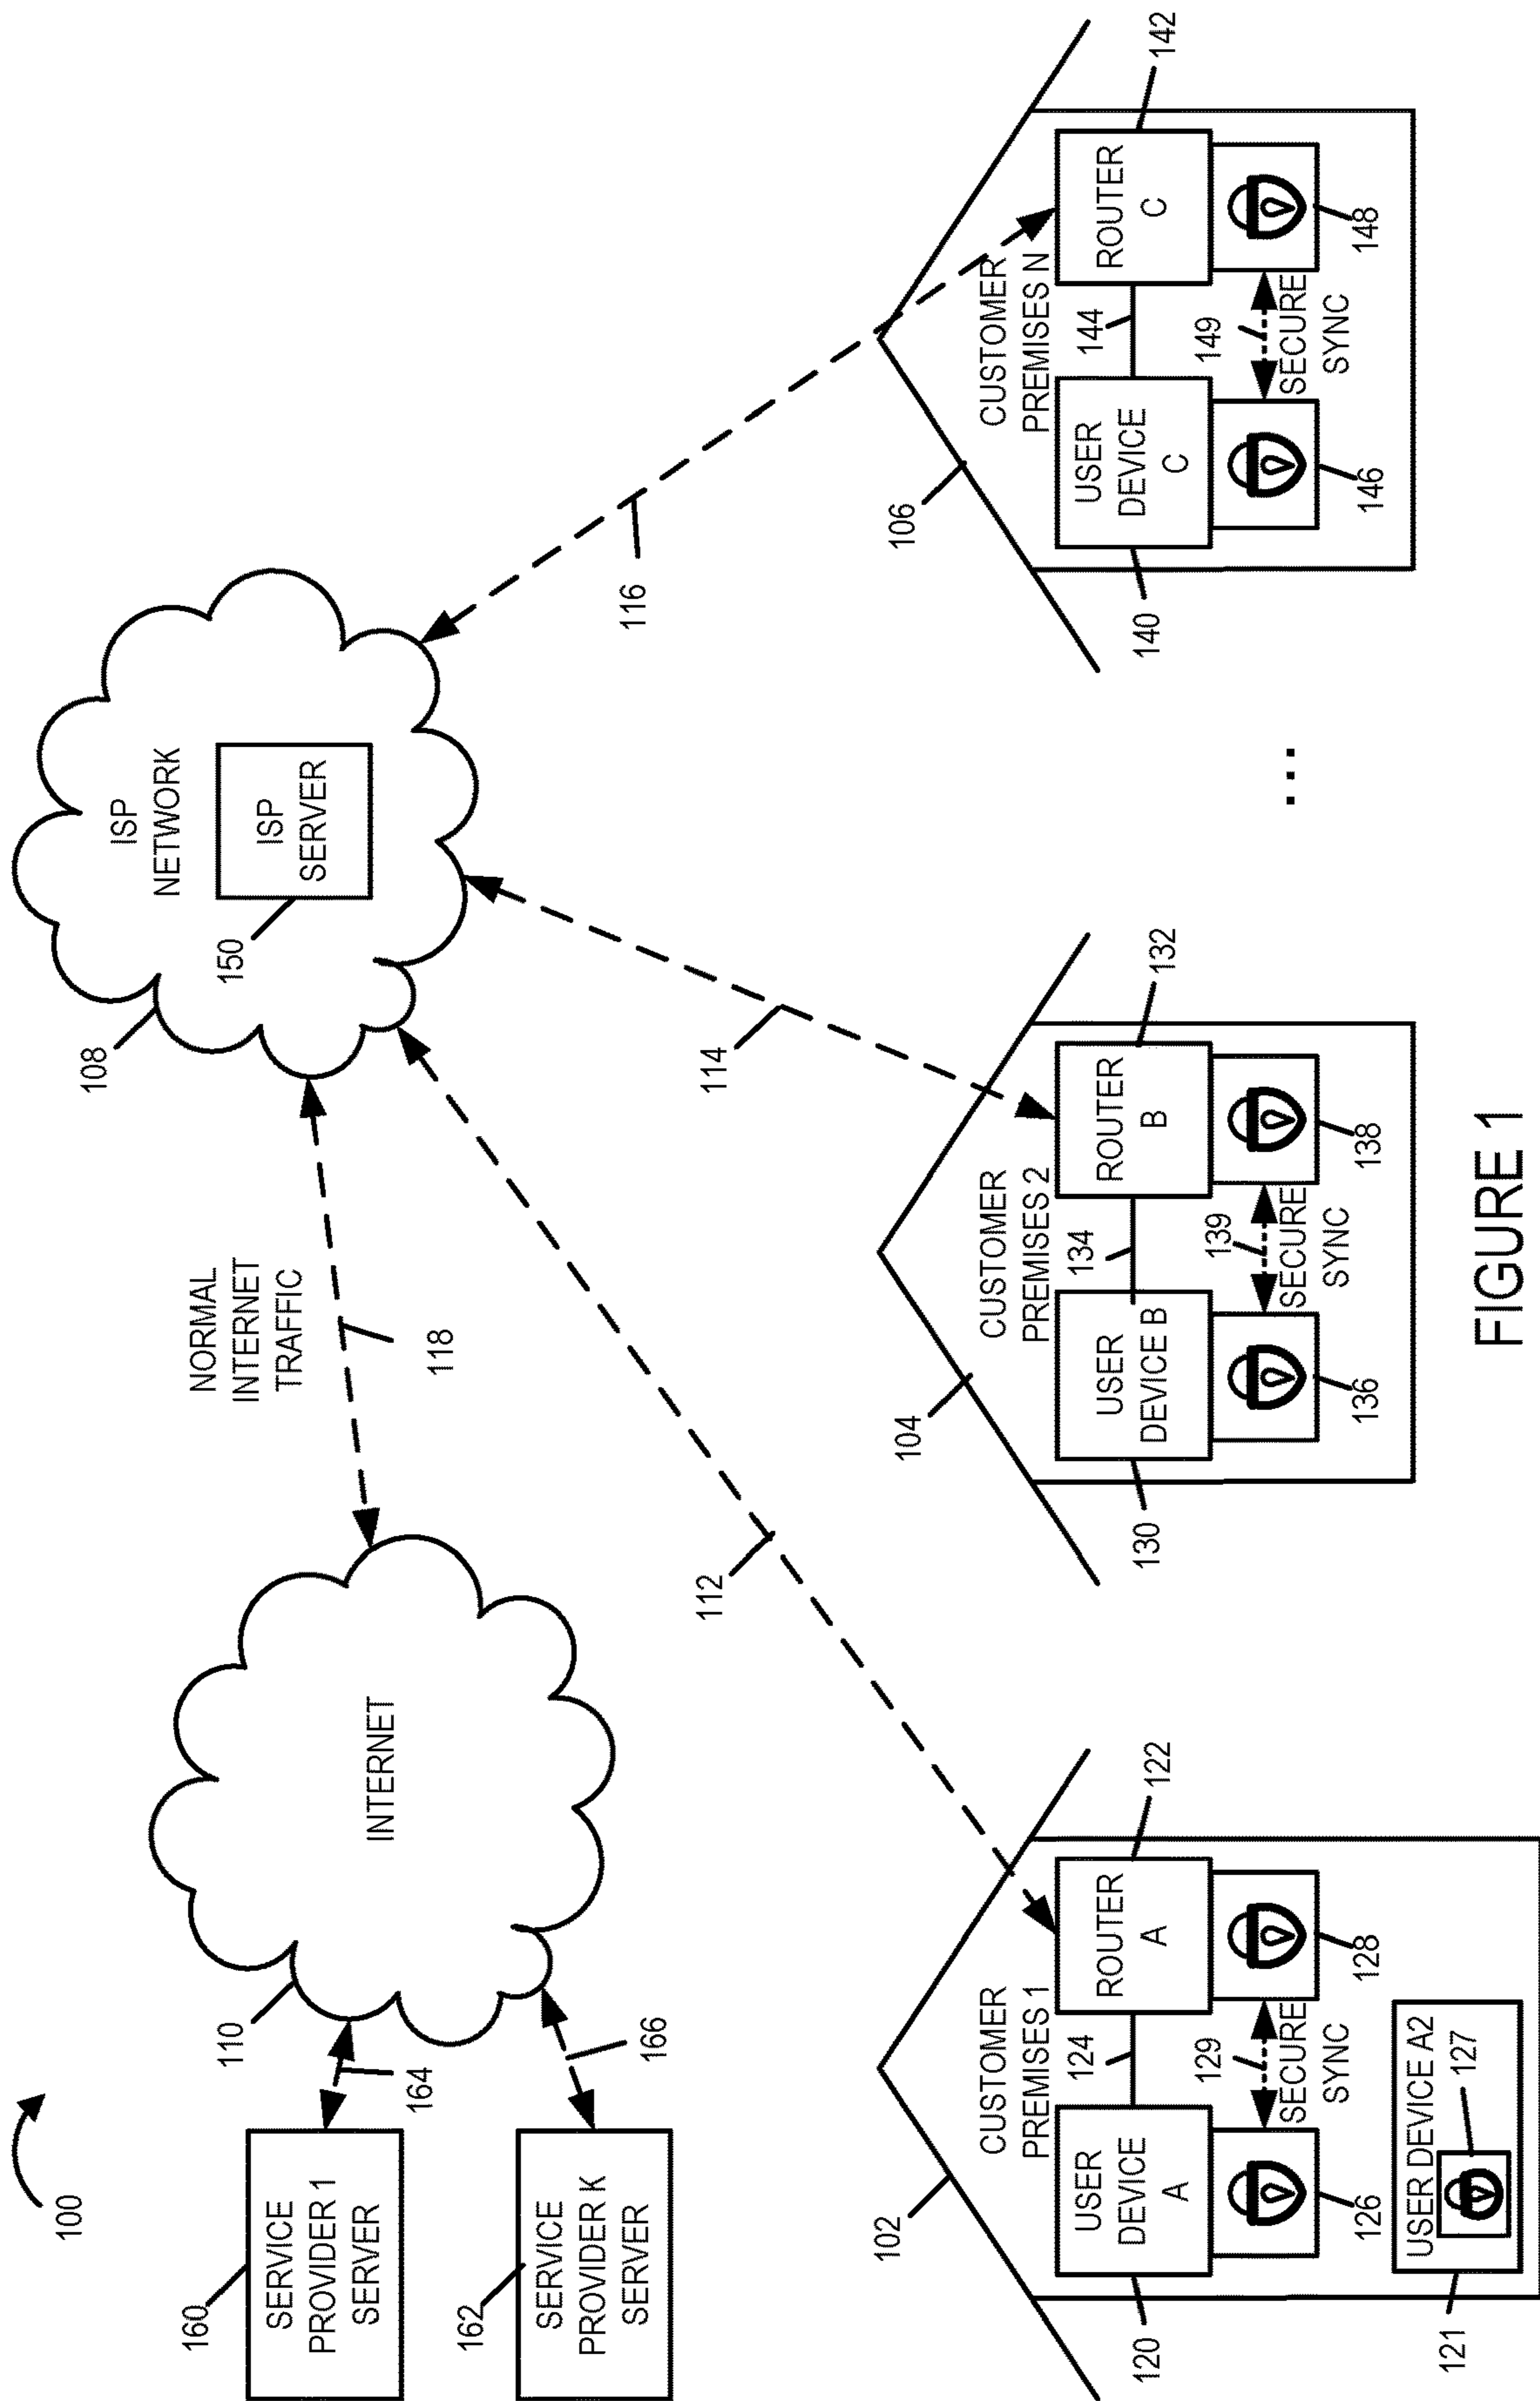 100
160
SERVICE
PROVIDER 1
SERVER
164
162
SERVICE
PROVIDER K
SERVER
166
110
INTERNET
NORMAL
INTERNET
TRAFFIC
118
108
ISP
NETWORK
ISP
SERVER
150
112
114
116
102
CUSTOMER
PREMISES 1
USER
DEVICE
A
120
124
ROUTER
A
122
126
129
SECURE
SYNC
128
USER DEVICE A2
127
121
104
CUSTOMER
PREMISES 2
USER
DEVICE B
130
134
ROUTER
B
132
136
139
SECURE
SYNC
138
...
106
CUSTOMER
PREMISES N
USER
DEVICE
C
140
144
ROUTER
C
142
146
149
SECURE
SYNC
148
FIGURE 1